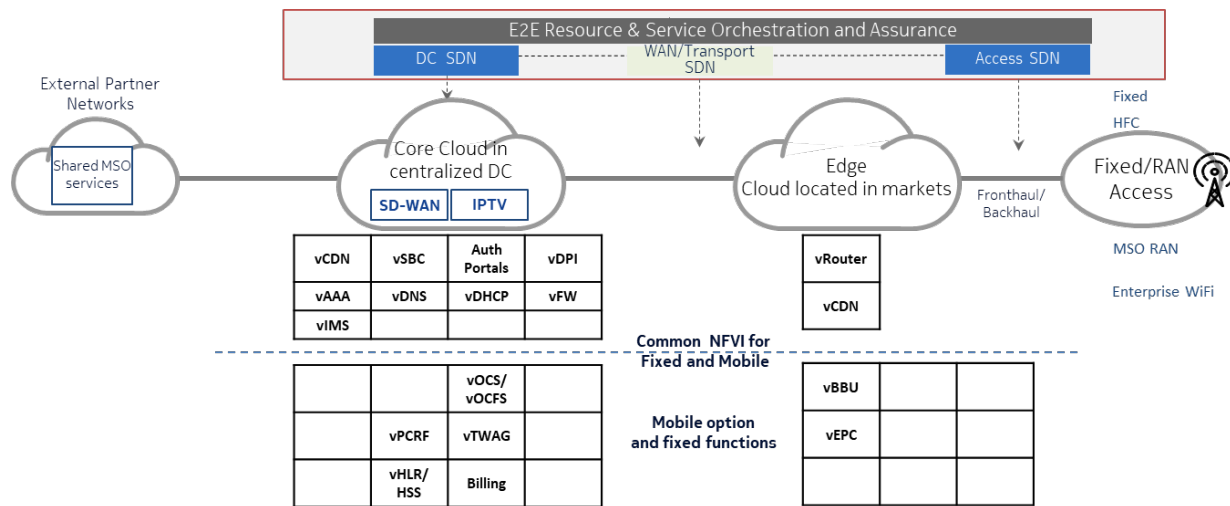 E2E Resource & Service Orchestration and Assurance
DC SDN
WAN/Transport
SDN
Access SDN
External Partner
Networks
Shared MSO
services
Core Cloud in
centralized DC
SD-WAN
IPTV
Edge
Cloud located in markets
Fronthaul/
Backhaul
Fixed
HFC
Fixed/RAN
Access
MSO RAN
Enterprise WiFi
vCDN
vSBC
Auth
Portals
vDPI
vAAA
vDNS
vDHCP
vFW
vIMS
vRouter
vCDN
Common NFVI for
Fixed and Mobile
vOCS/
vOCFS
vPCRF
vTWAG
vHLR/
HSS
Billing
Mobile option
and fixed functions
vBBU
vEPC